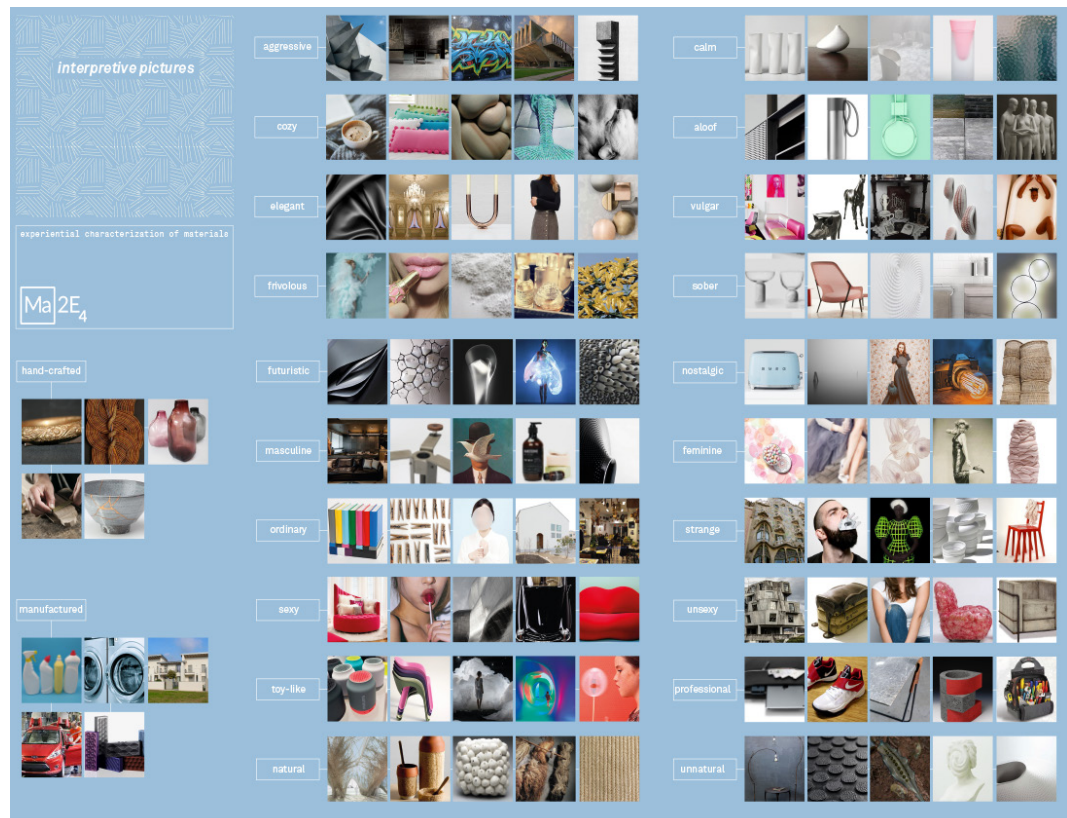 interpretive pictures
experiential characterization of materials
Ma2E4
hand-crafted
manufactured
aggressive
calm
cozy
aloof
elegant
vulgar
frivolous
sober
futuristic
nostalgic
masculine
feminine
ordinary
strange
sexy
unsexy
toy-like
professional
natural
unnatural